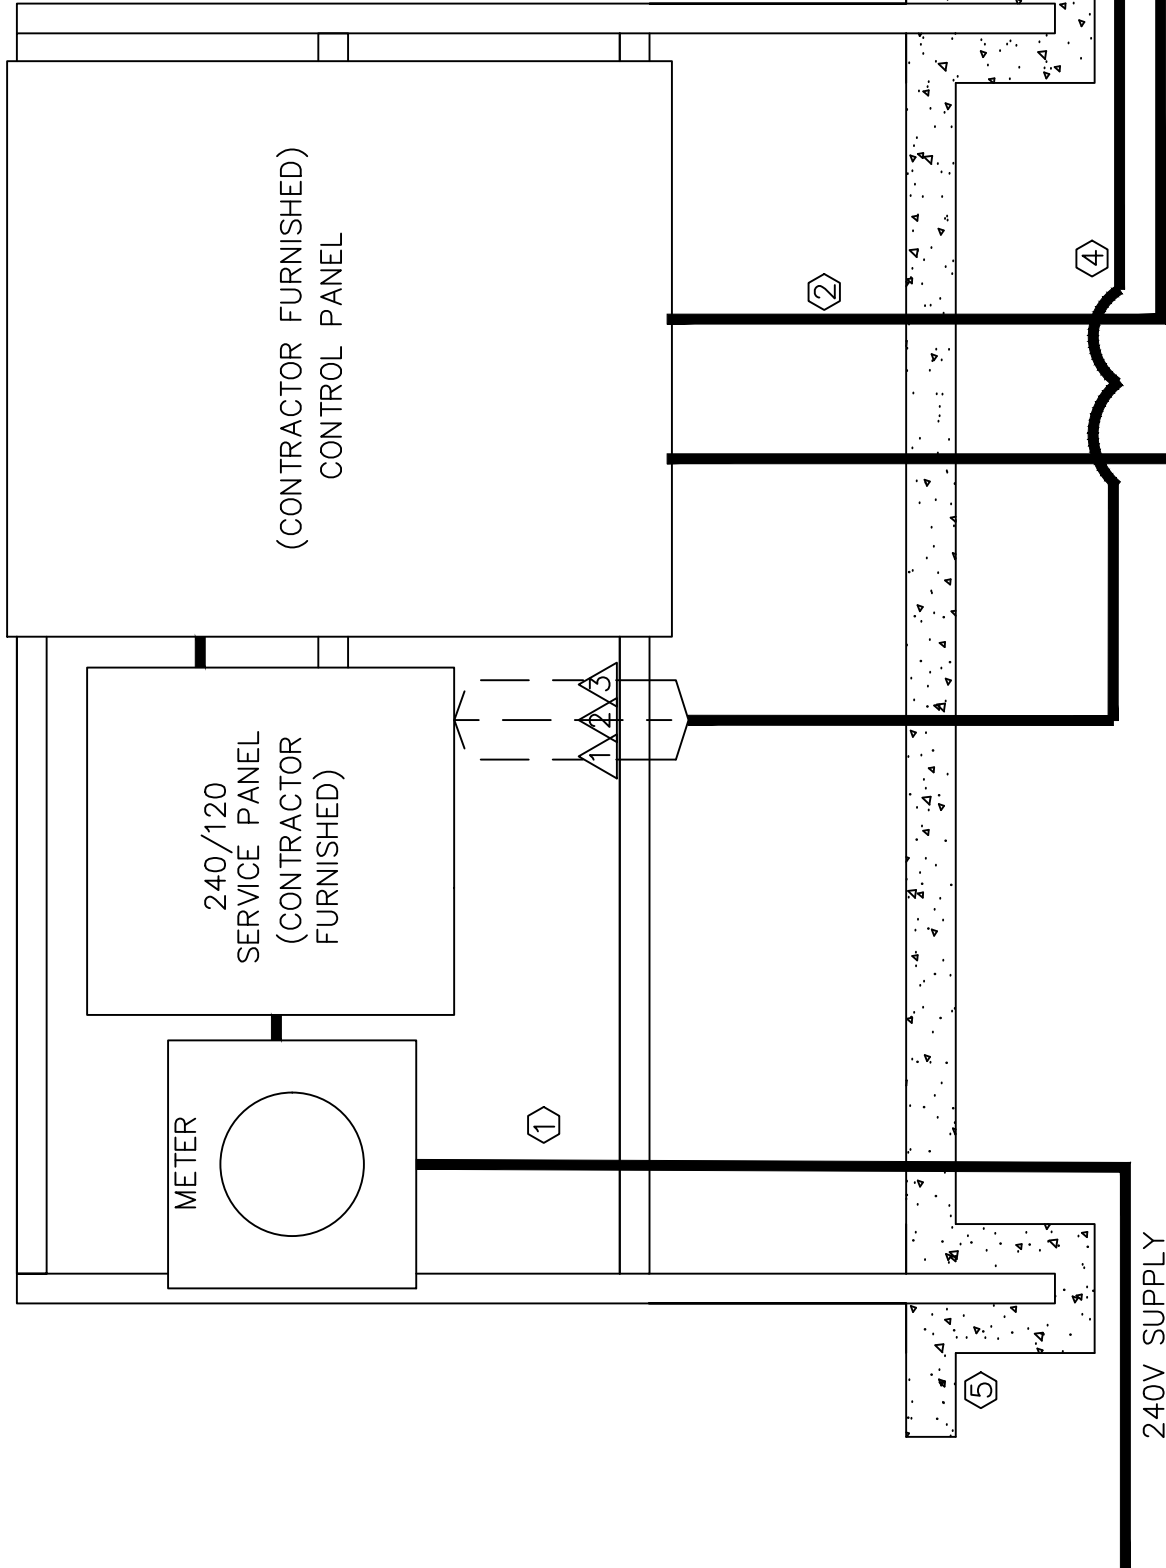 METER
240/120
SERVICE PANEL
(CONTRACTOR
FURNISHED)
(CONTRACTOR FURNISHED)
CONTROL PANEL
1
2
3
1
2
4
5
240V SUPPLY